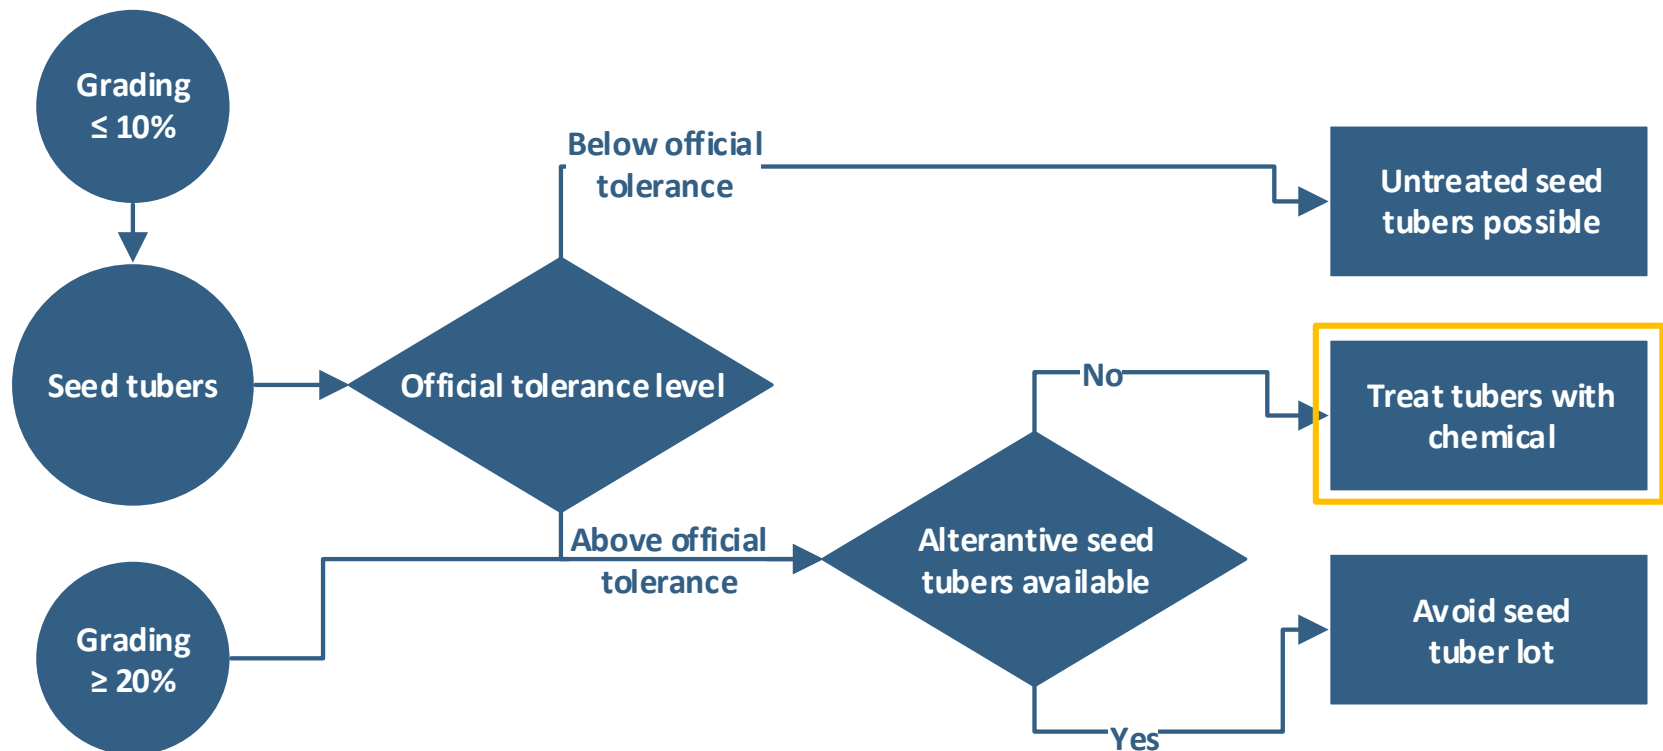 Grading
≤ 10%
Below official
tolerance
Untreated seed
tubers possible
Seed tubers
Official tolerance level
No
Treat tubers with
chemical
Above official
tolerance
Alterantive seed
tubers available
Grading
≥ 20%
Avoid seed
tuber lot
Yes